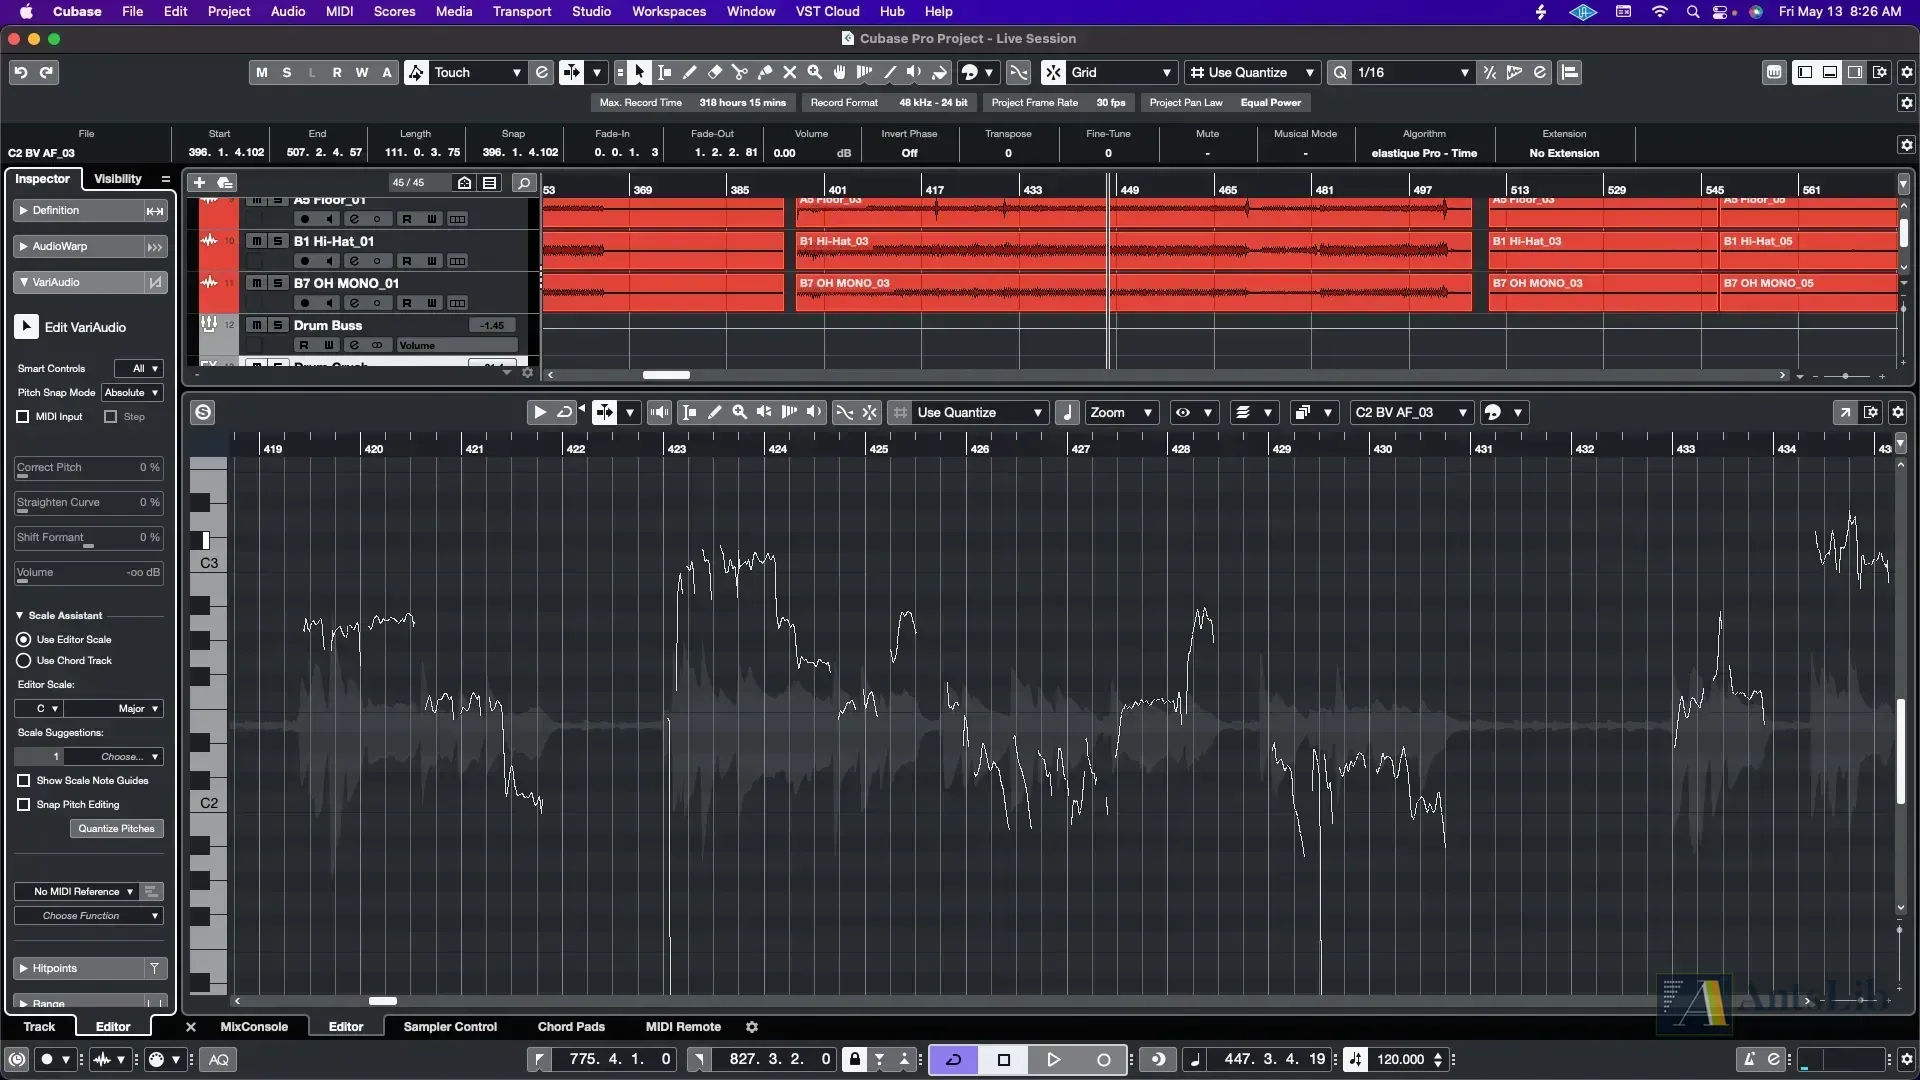 Cubase File Edit Project Audio MIDI Scores Media Transport Studio Workspaces Window VST Cloud Hub Help Fri May 13 8:26 AM
Cubase Pro Project - Live Session
M S L R W A Touch Grid Use Quantize Q 1/16
Max. Record Time 318 hours 15 mins Record Format 48 kHz - 24 bit Project Frame Rate 30 fps Project Pan Law Equal Power
File Start End Length Snap Fade-In Fade-Out Volume Invert Phase Transpose Fine-Tune Mute Musical Mode Algorithm Extension
C2 BV AF_03 396. 1. 4.102 507. 2. 4. 57 111. 0. 3. 75 396. 1. 4.102 0. 0. 1. 3 1. 2. 2. 81 0.00 dB Off 0 0 - - elastique Pro - Time No Extension
Inspector Visibility
45 / 45
53 369 385 401 417 433 449 465 481 497 513 529 545 561
Definition
AudioWarp
VariAudio
Edit VariAudio
Smart Controls All
Pitch Snap Mode Absolute
MIDI Input Step
Correct Pitch 0 %
Straighten Curve 0 %
Shift Formant 0 %
Volume -oo dB
Scale Assistant
Use Editor Scale
Use Chord Track
Editor Scale:
C Major
Scale Suggestions:
1 Choose...
Show Scale Note Guides
Snap Pitch Editing
Quantize Pitches
No MIDI Reference
Choose Function
Hitpoints
Range
Track Editor
m S A5 Floor_01 A5 Floor_03 A5 Floor_03 A5 Floor_05
R W
10 m S B1 Hi-Hat_01 B1 Hi-Hat_03 B1 Hi-Hat_03 B1 Hi-Hat_05
R W
11 m S B7 OH MONO_01 B7 OH MONO_03 B7 OH MONO_03 B7 OH MONO_05
R W
12 m S Drum Buss -1.45
R W Volume
Drum Crush
Use Quantize Zoom C2 BV AF_03
419 420 421 422 423 424 425 426 427 428 429 430 431 432 433 434 43
C3
C2
MixConsole Editor Sampler Control Chord Pads MIDI Remote
AQ 775. 4. 1. 0 827. 3. 2. 0 447. 3. 4. 19 120.000